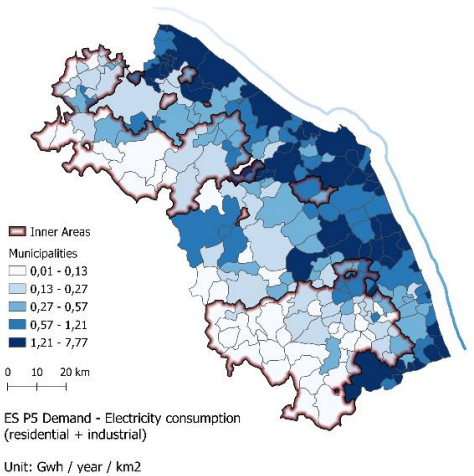 Inner Areas
Municipalities
0,01 - 0,13
0,13 - 0,27
0,27 - 0,57
0,57 - 1,21
1,21 - 7,77
0 10 20 km
ES P5 Demand - Electricity consumption
(residential + industrial)
Unit: Gwh / year / km2